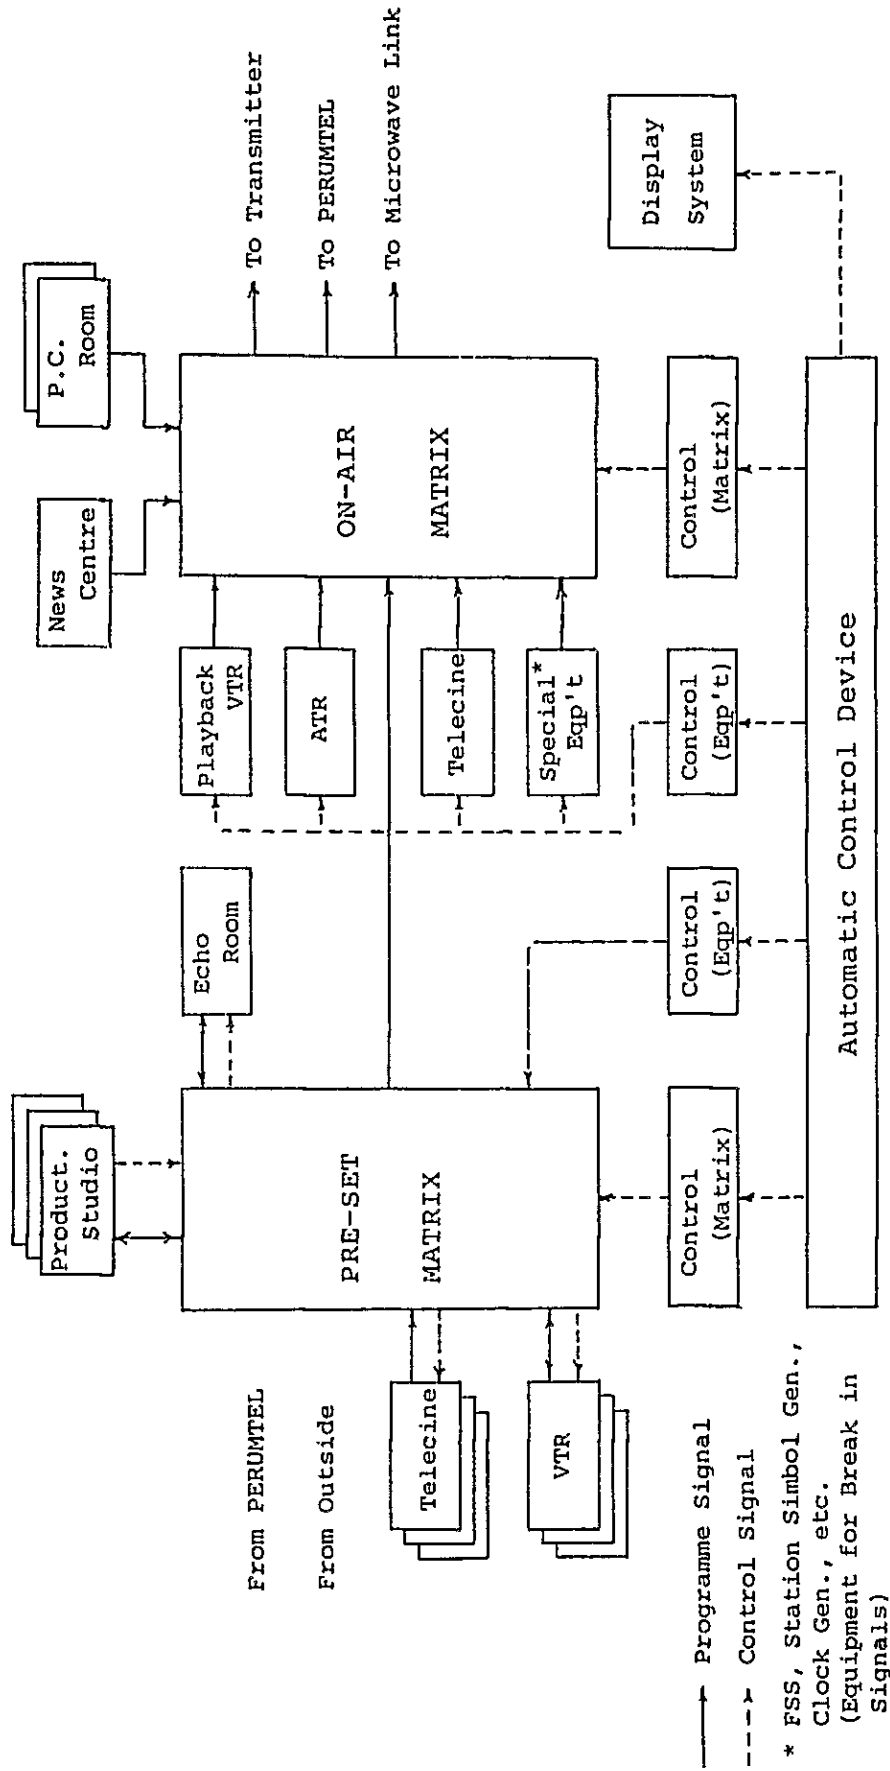 Product.
Studio
Echo
Room
News
Centre
P.C.
Room
From PERUMTEL
From Outside
Telecine
VTR
PRE-SET
MATRIX
Playback
VTR
ATR
Telecine
Special*
Eqp't
ON-AIR
MATRIX
To Transmitter
To PERUMTEL
To Microwave Link
Control
(Matrix)
Control
(Eqp't)
Control
(Eqp't)
Control
(Matrix)
Display
System
Automatic Control Device
Programme Signal
Control Signal
* FSS, Station Simbol Gen.,
Clock Gen., etc.
(Equipment for Break in
Signals)